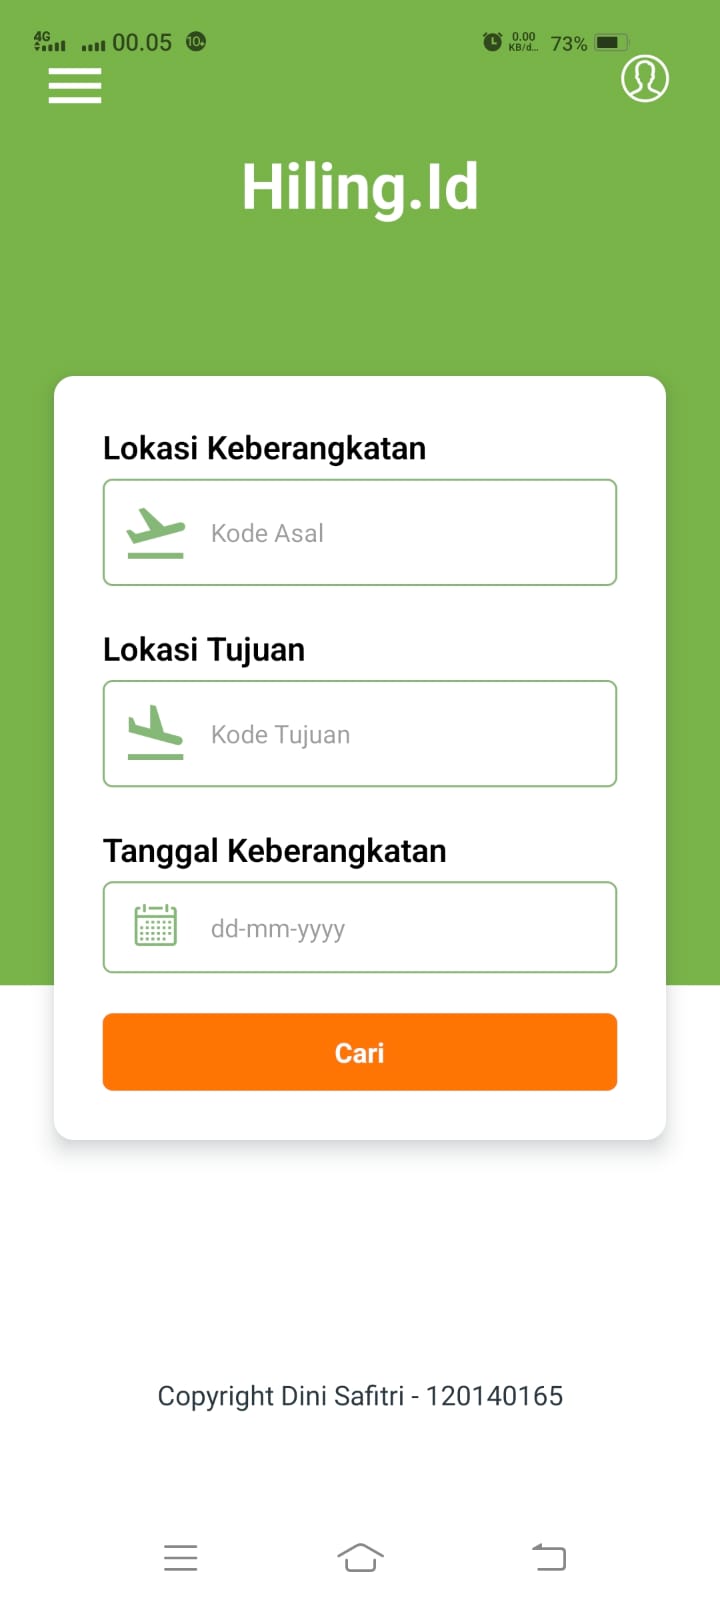 4G 00.05 10+ 0.00 KB/d... 73%
Hiling.Id
Lokasi Keberangkatan
Kode Asal
Lokasi Tujuan
Kode Tujuan
Tanggal Keberangkatan
dd-mm-yyyy
Cari
Copyright Dini Safitri - 120140165